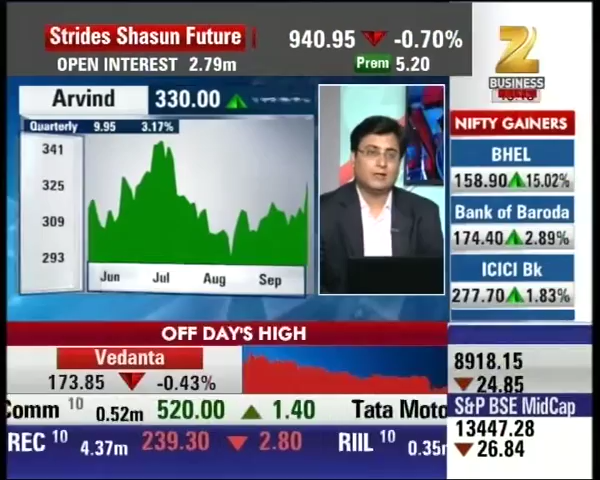 Strides Shasun Future
940.95 -0.70%
OPEN INTEREST 2.79m
Prem 5.20
Z
BUSINESS
Arvind 330.00
Quarterly 9.95 3.17%
341
325
309
293
Jun Jul Aug Sep
NIFTY GAINERS
BHEL
158.90 15.02%
Bank of Baroda
174.40 2.89%
ICICI Bk
277.70 1.83%
OFF DAY'S HIGH
Vedanta
173.85 -0.43%
8918.15
24.85
S&P BSE MidCap
13447.28
26.84
Comm 10 0.52m 520.00 1.40 Tata Moto
REC 10 4.37m 239.30 2.80 RIIL 10 0.35m